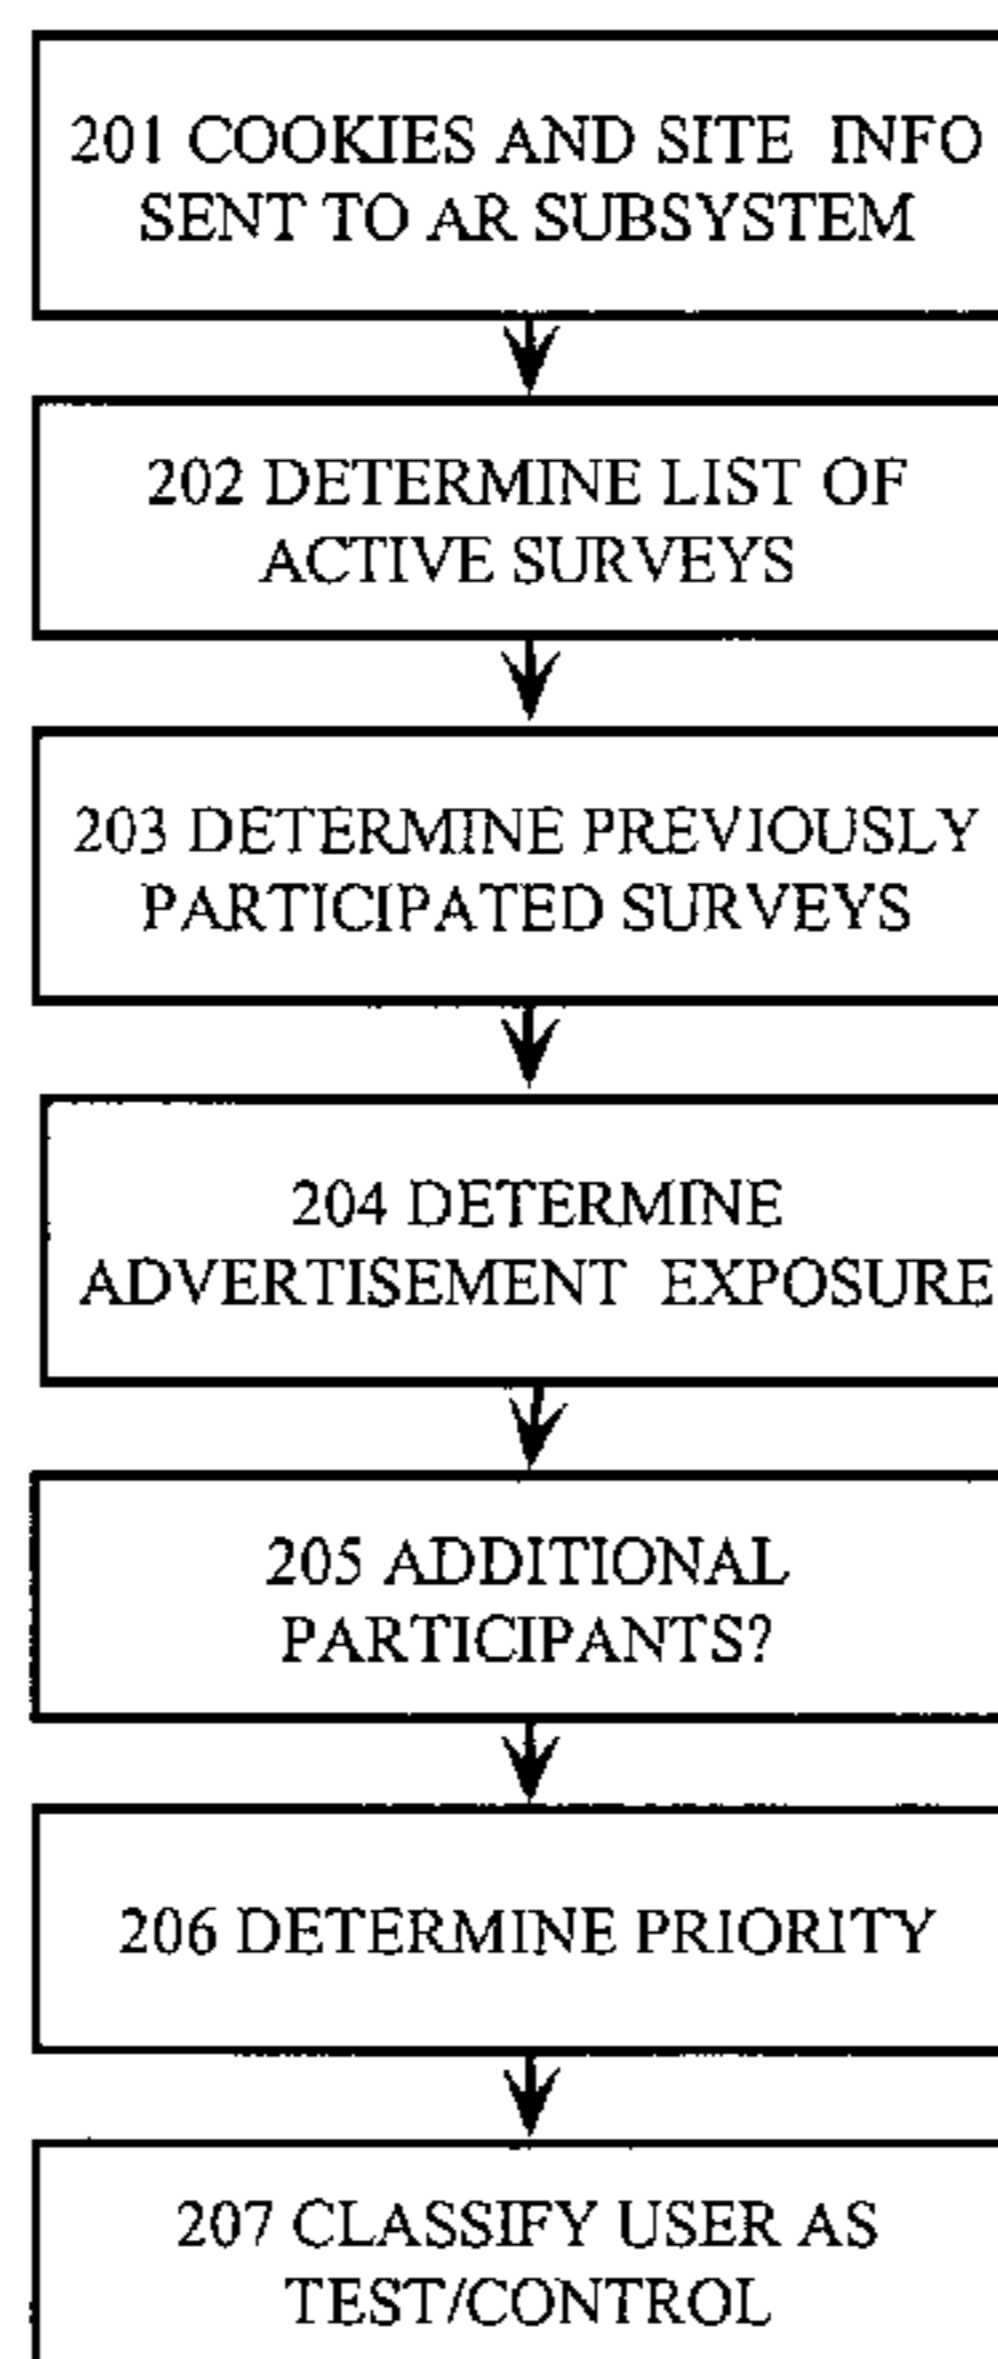 201 COOKIES AND SITE INFO
SENT TO AR SUBSYSTEM
202 DETERMINE LIST OF
ACTIVE SURVEYS
203 DETERMINE PREVIOUSLY
PARTICIPATED SURVEYS
204 DETERMINE
ADVERTISEMENT EXPOSURE
205 ADDITIONAL
PARTICIPANTS?
206 DETERMINE PRIORITY
207 CLASSIFY USER AS
TEST/CONTROL